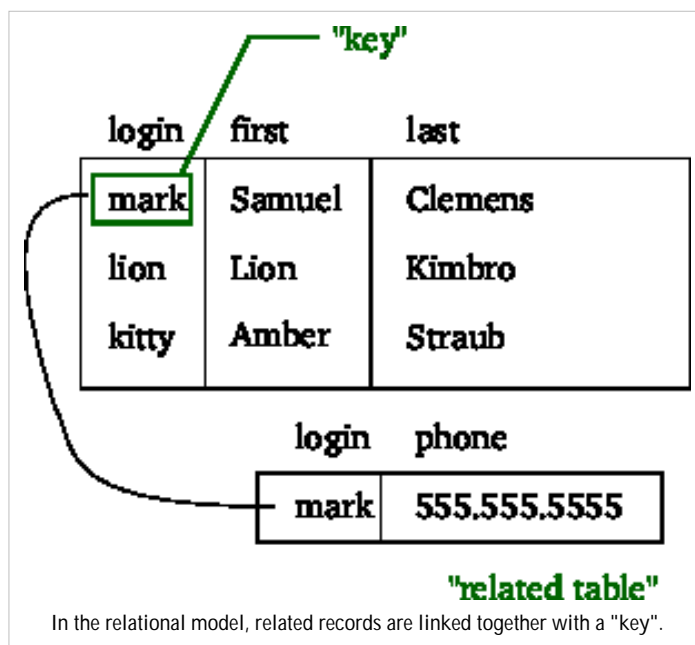 "key"
login first last
mark Samuel Clemens
lion Lion Kimbro
kitty Amber Straub
login phone
mark 555.555.5555
"related table"
In the relational model, related records are linked together with a "key".